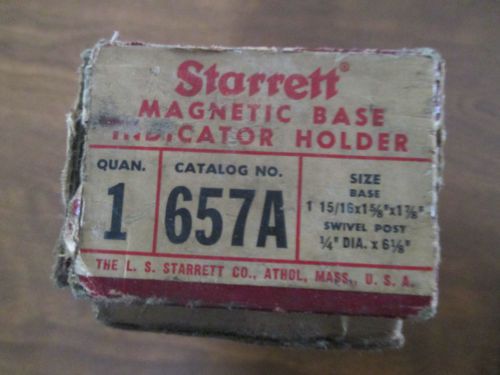 Starrett®
MAGNETIC BASE
INDICATOR HOLDER
QUAN.
1
CATALOG NO.
657A
SIZE
BASE
1 15/16x1⅝"x1⅞"
SWIVEL POST
¼" DIA. x 6⅛"
THE L. S. STARRETT CO., ATHOL, MASS., U. S. A.